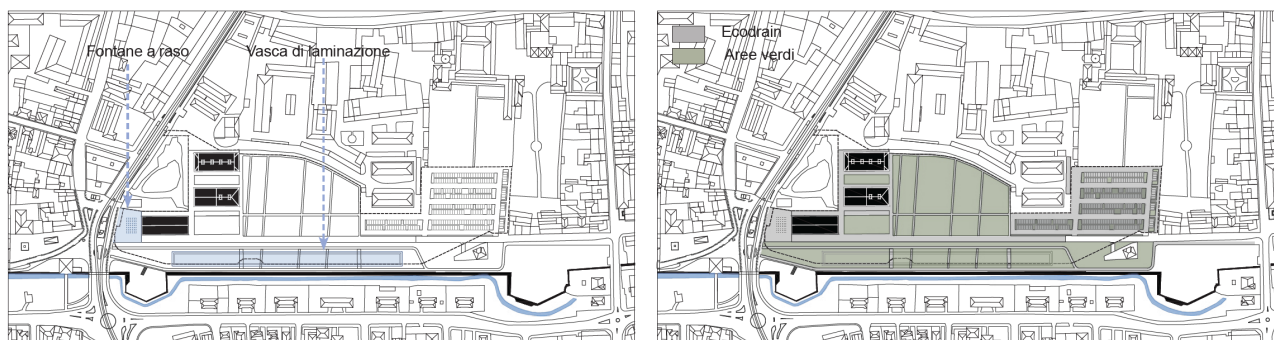 Fontane a raso
Vasca di laminazione
Ecodrain
Aree verdi